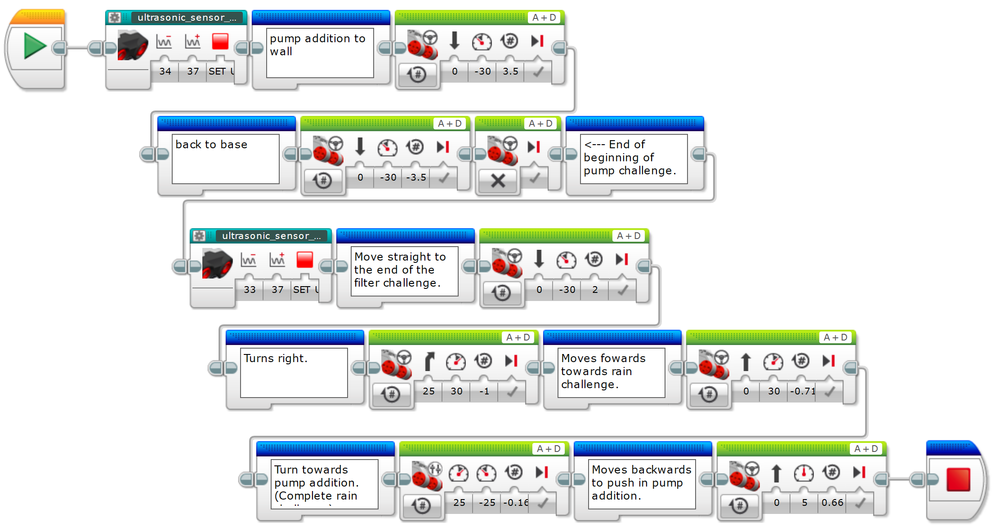 ultrasonic_sensor_...
34 37 SET
pump addition to
wall
A + D
0 -30 3.5
back to base
A + D
0 -30 -3.5
A + D
<--- End of
beginning of
pump challenge.
ultrasonic_sensor_...
33 37 SET
Move straight to
the end of the
filter challenge.
A + D
0 -30 2
Turns right.
A + D
25 30 -1
Moves fowards
towards rain
challenge.
A + D
0 30 -0.71
Turn towards
pump addition.
(Complete rain
A + D
25 -25 -0.16
Moves backwards
to push in pump
addition.
A + D
0 5 0.66